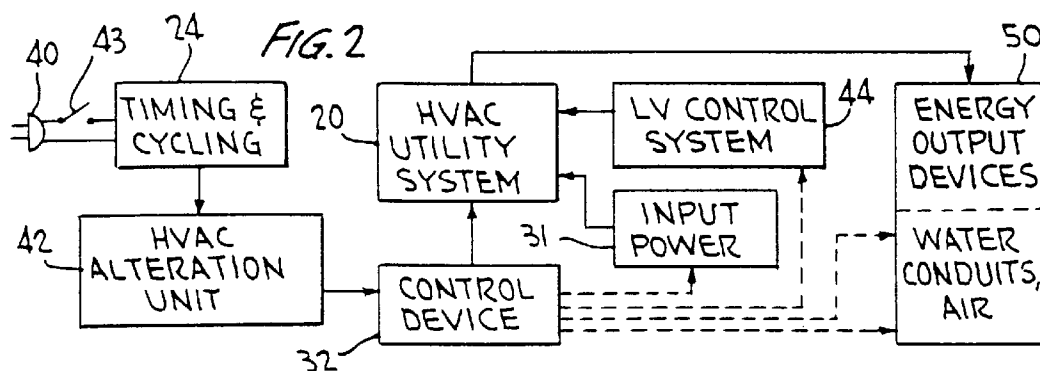 40
43
24
FIG. 2
50
TIMING &
CYCLING
20
HVAC
UTILITY
SYSTEM
LV CONTROL
SYSTEM
44
ENERGY
OUTPUT
DEVICES
42
HVAC
ALTERATION
UNIT
31
INPUT
POWER
WATER
CONDUITS,
AIR
CONTROL
DEVICE
32